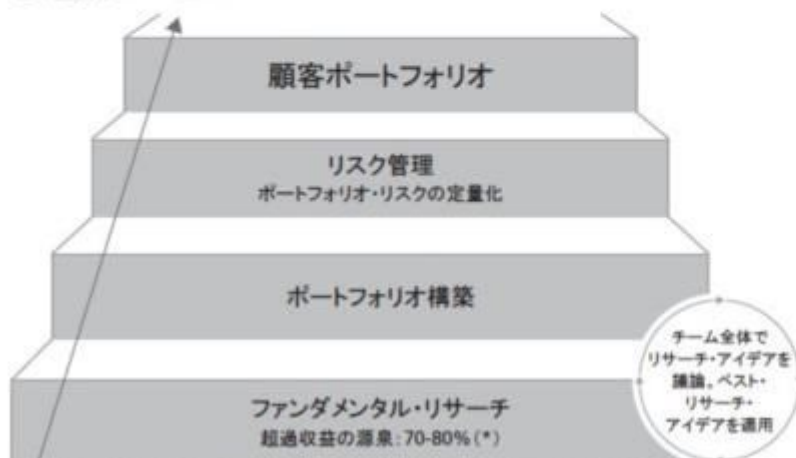 顧客ポートフォリオ
リスク管理
ポートフォリオ・リスクの定量化
ポートフォリオ構築
チーム全体で
リサーチ・アイデアを
議論。ベスト・
リサーチ・
アイデアを適用
ファンダメンタル・リサーチ
超過収益の源泉:70-80%(*)